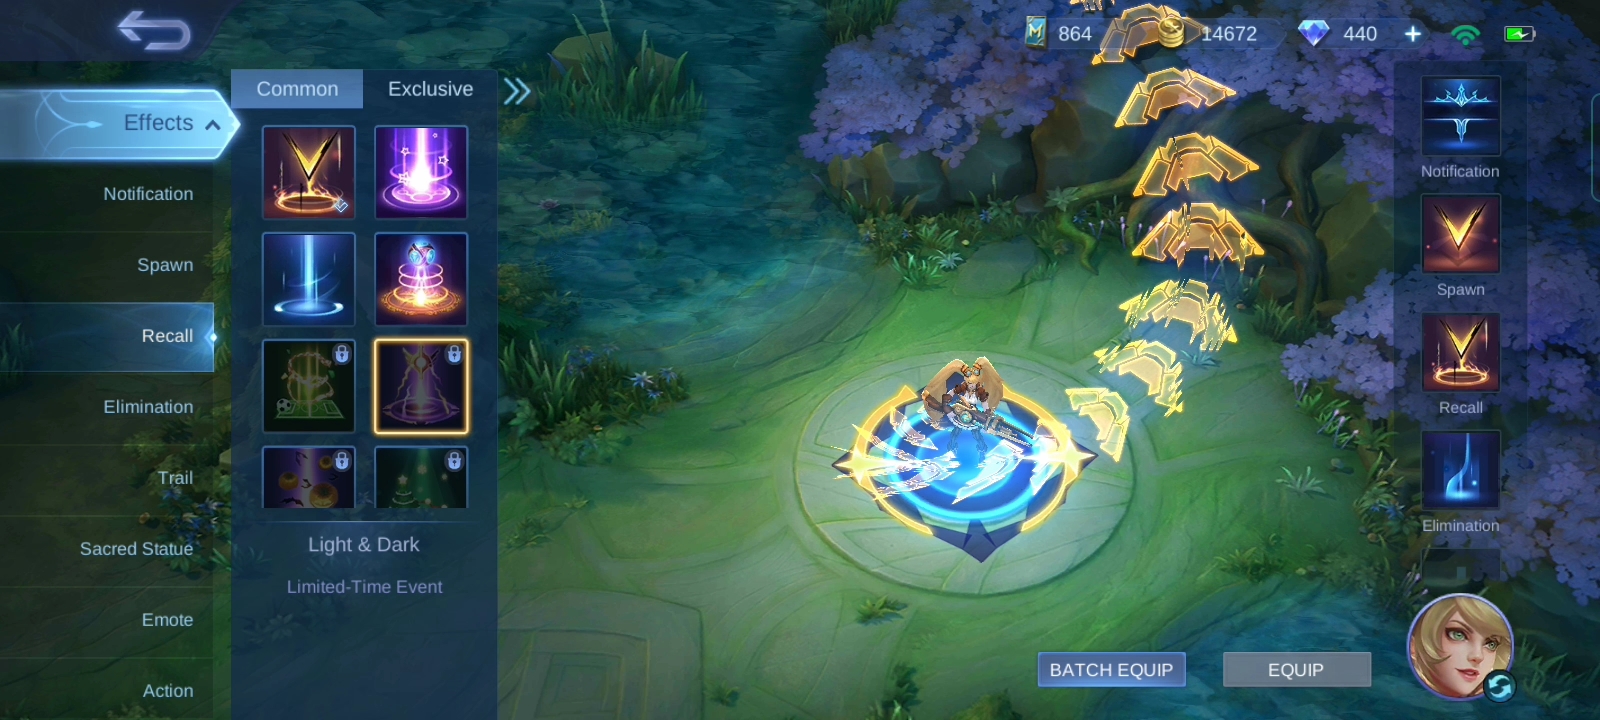 864
14672
440
+
Common
Exclusive
Effects
Notification
Spawn
Recall
Elimination
Trail
Sacred Statue
Emote
Action
Light & Dark
Limited-Time Event
Notification
Spawn
Recall
Elimination
BATCH EQUIP
EQUIP